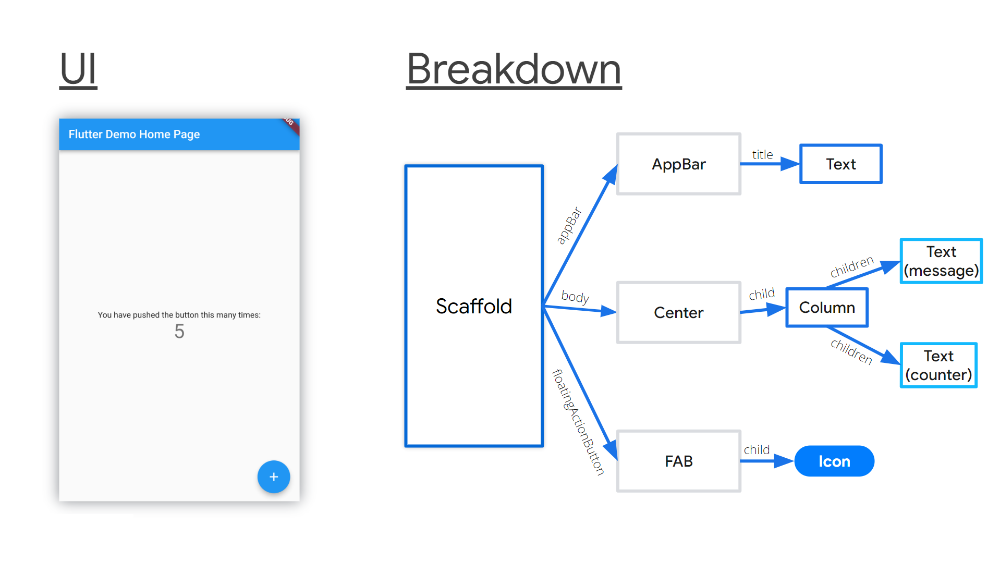 UI
Breakdown
Flutter Demo Home Page
You have pushed the button this many times:
5
+
Scaffold
appBar
body
floatingActionButton
AppBar
title
Text
Center
child
Column
children
Text
(message)
children
Text
(counter)
FAB
child
Icon